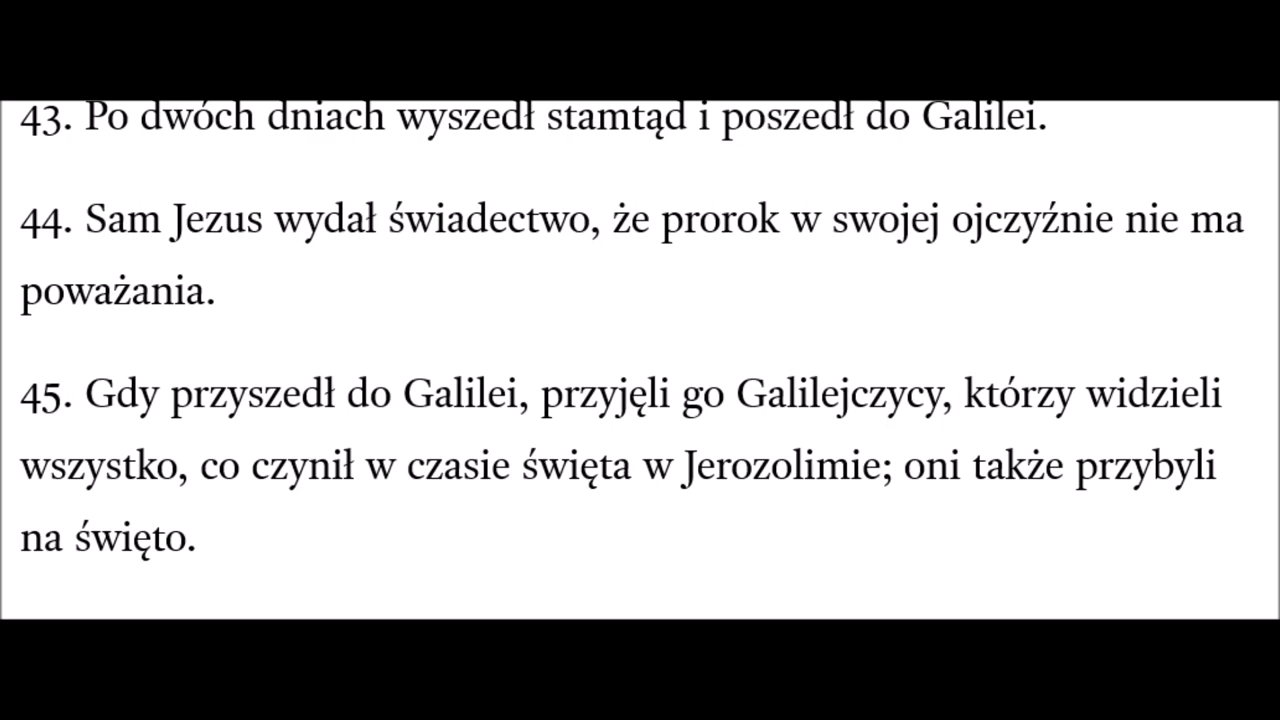 43. Po dwóch dniach wyszedł stamtąd i poszedł do Galilei.
44. Sam Jezus wydał świadectwo, że prorok w swojej ojczyźnie nie ma
poważania.
45. Gdy przyszedł do Galilei, przyjęli go Galilejczycy, którzy widzieli
wszystko, co czynił w czasie święta w Jerozolimie; oni także przybyli
na święto.